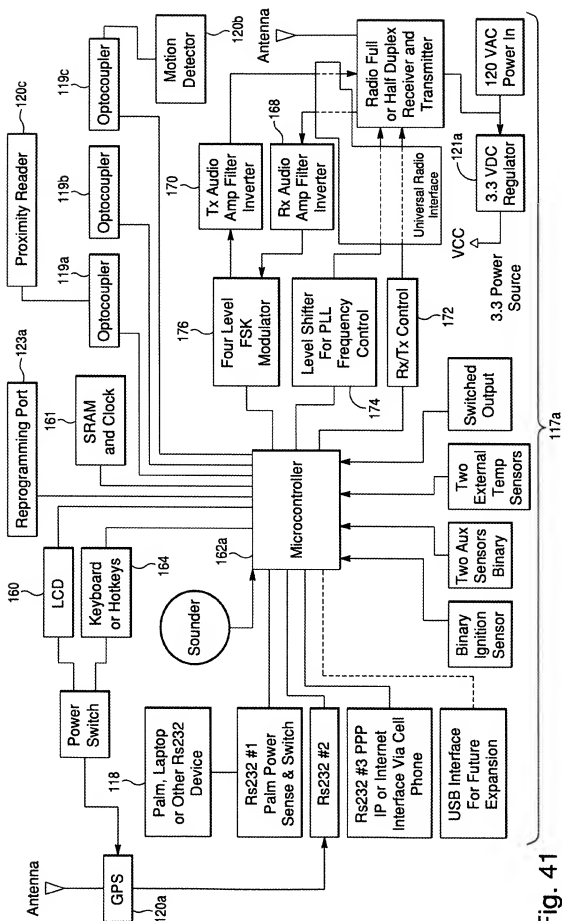 Antenna
GPS
120a
Power
Switch
160
LCD
Keyboard
or Hotkeys
164
123a
Reprogramming Port
161
SRAM
and Clock
Proximity Reader
120c
119a
Optocoupler
119b
Optocoupler
119c
Optocoupler
Motion
Detector
120b
118
Palm, Laptop
or Other Rs232
Device
Sounder
162a
Microcontroller
176
Four Level
FSK
Modulator
170
Tx Audio
Amp Filter
Inverter
168
Rx Audio
Amp Filter
Inverter
Antenna
Radio Full
or Half Duplex
Receiver and
Transmitter
Universal Radio
Interface
Rs232 #1
Palm Power
Sense & Switch
Rs232 #2
Rs232 #3 PPP
IP or Internet
Interface Via Cell
Phone
USB Interface
For Future
Expansion
Level Shifter
For PLL
Frequency
Control
174
Rx/Tx Control
172
VCC
3.3 Power
Source
121a
3.3 VDC
Regulator
120 VAC
Power In
Binary
Ignition
Sensor
Two Aux
Sensors
Binary
Two
External
Temp
Sensors
Switched
Output
117a
Fig. 41